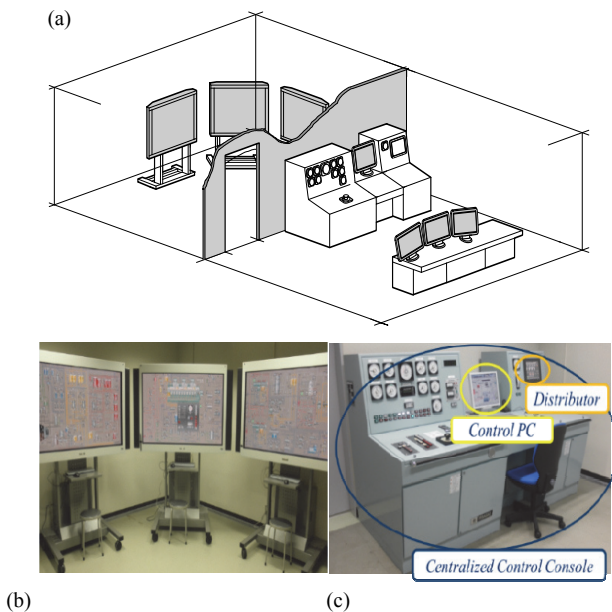 (a)
Distributor
Control PC
Centralized Control Console
(b)
(c)